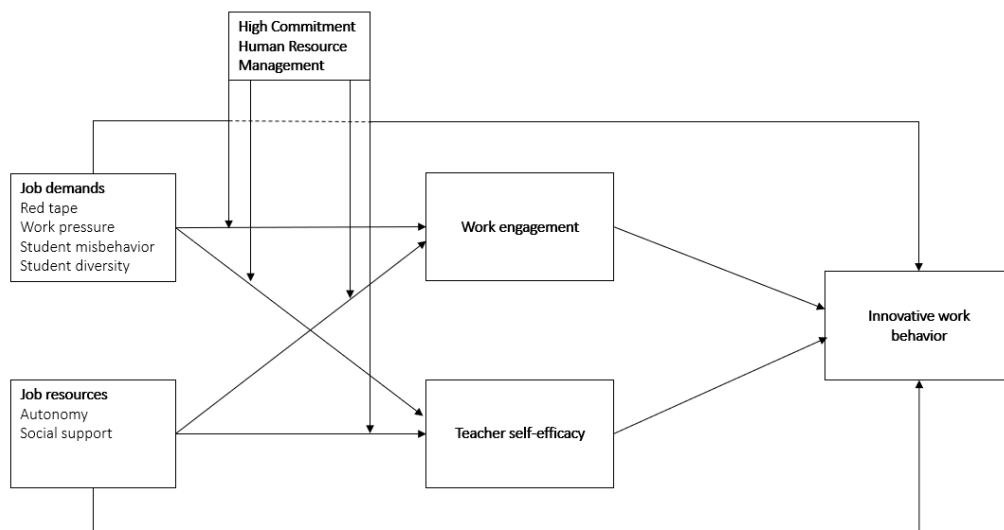 High Commitment
Human Resource
Management
Job demands
Red tape
Work pressure
Student misbehavior
Student diversity
Work engagement
Innovative work
behavior
Job resources
Autonomy
Social support
Teacher self-efficacy